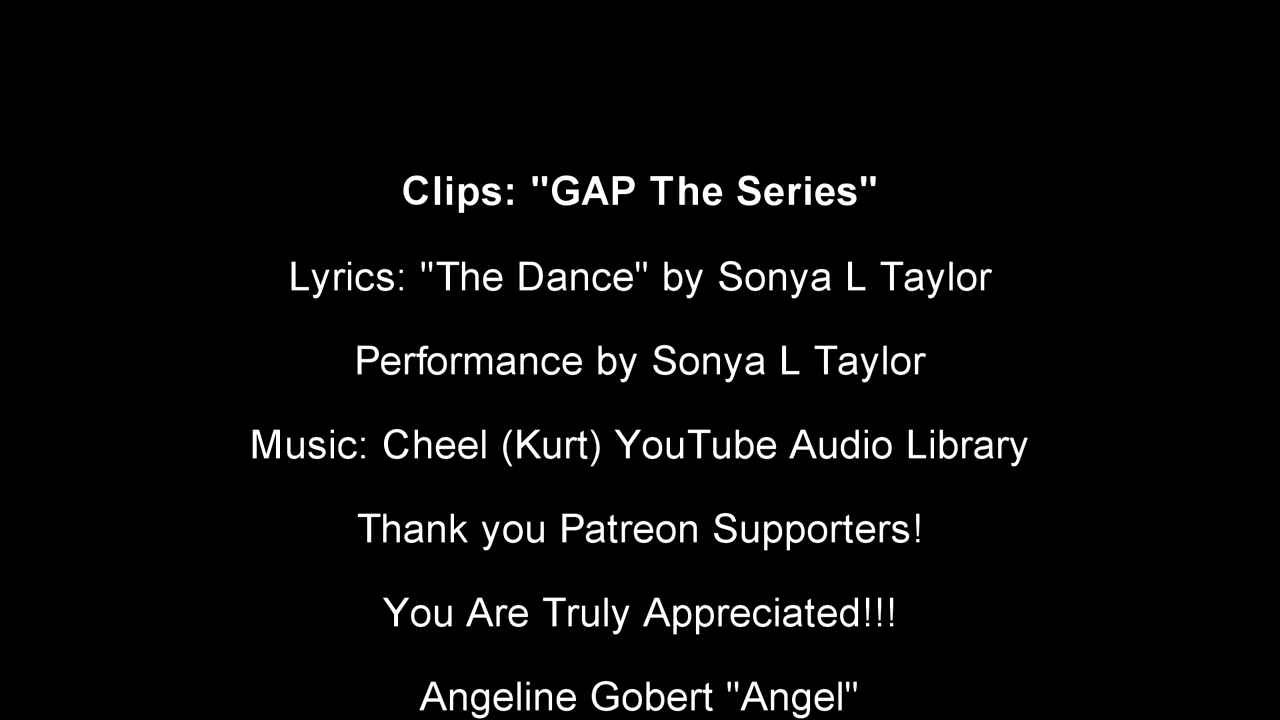 Clips: "GAP The Series"
Lyrics: "The Dance" by Sonya L Taylor
Performance by Sonya L Taylor
Music: Cheel (Kurt) YouTube Audio Library
Thank you Patreon Supporters!
You Are Truly Appreciated!!!
Angeline Gobert "Angel"